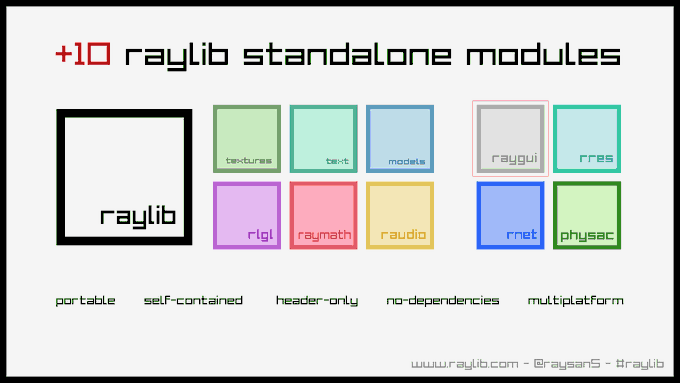 +10 raylib standalone modules
raylib
textures
text
models
raygui
rres
rlgl
raymath
raudio
rnet
physac
portable self-contained header-only no-dependencies multiplatform
www.raylib.com - @raysan5 - #raylib